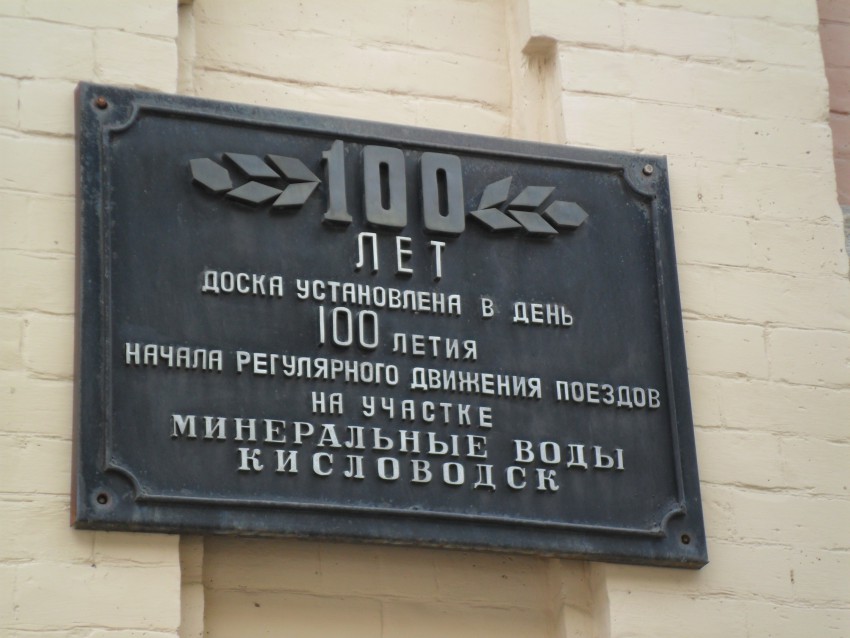 100
ЛЕТ
ДОСКА УСТАНОВЛЕНА В ДЕНЬ
100 ЛЕТИЯ
НАЧАЛА РЕГУЛЯРНОГО ДВИЖЕНИЯ ПОЕЗДОВ
НА УЧАСТКЕ
МИНЕРАЛЬНЫЕ ВОДЫ
КИСЛОВОДСК